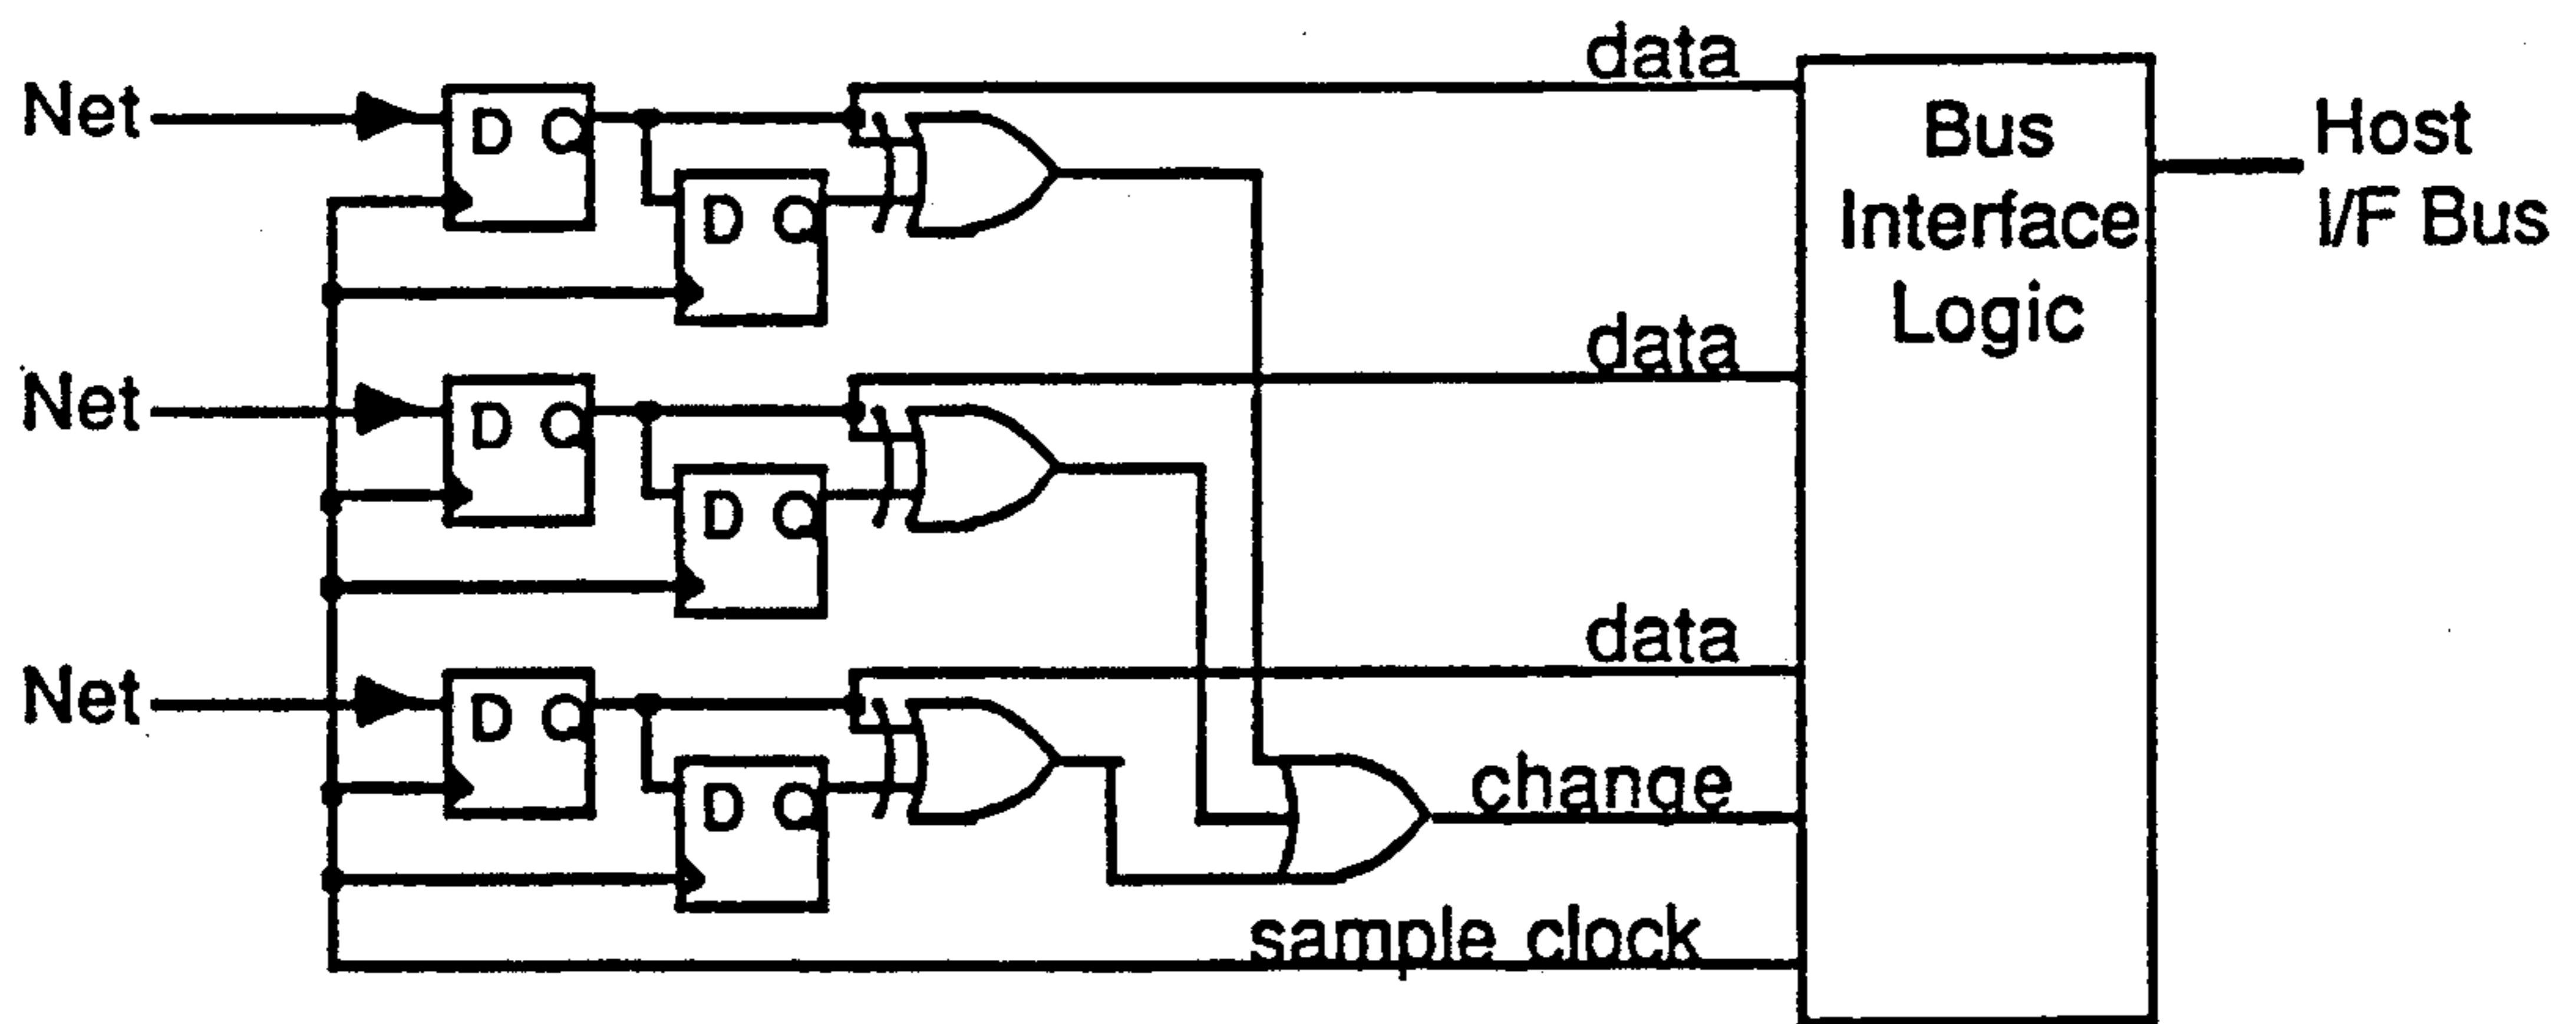 data
Net
D Q
D Q
Bus
Interface
Logic
Host
I/F Bus
data
Net
D Q
D Q
data
Net
D Q
D Q
change
sample clock